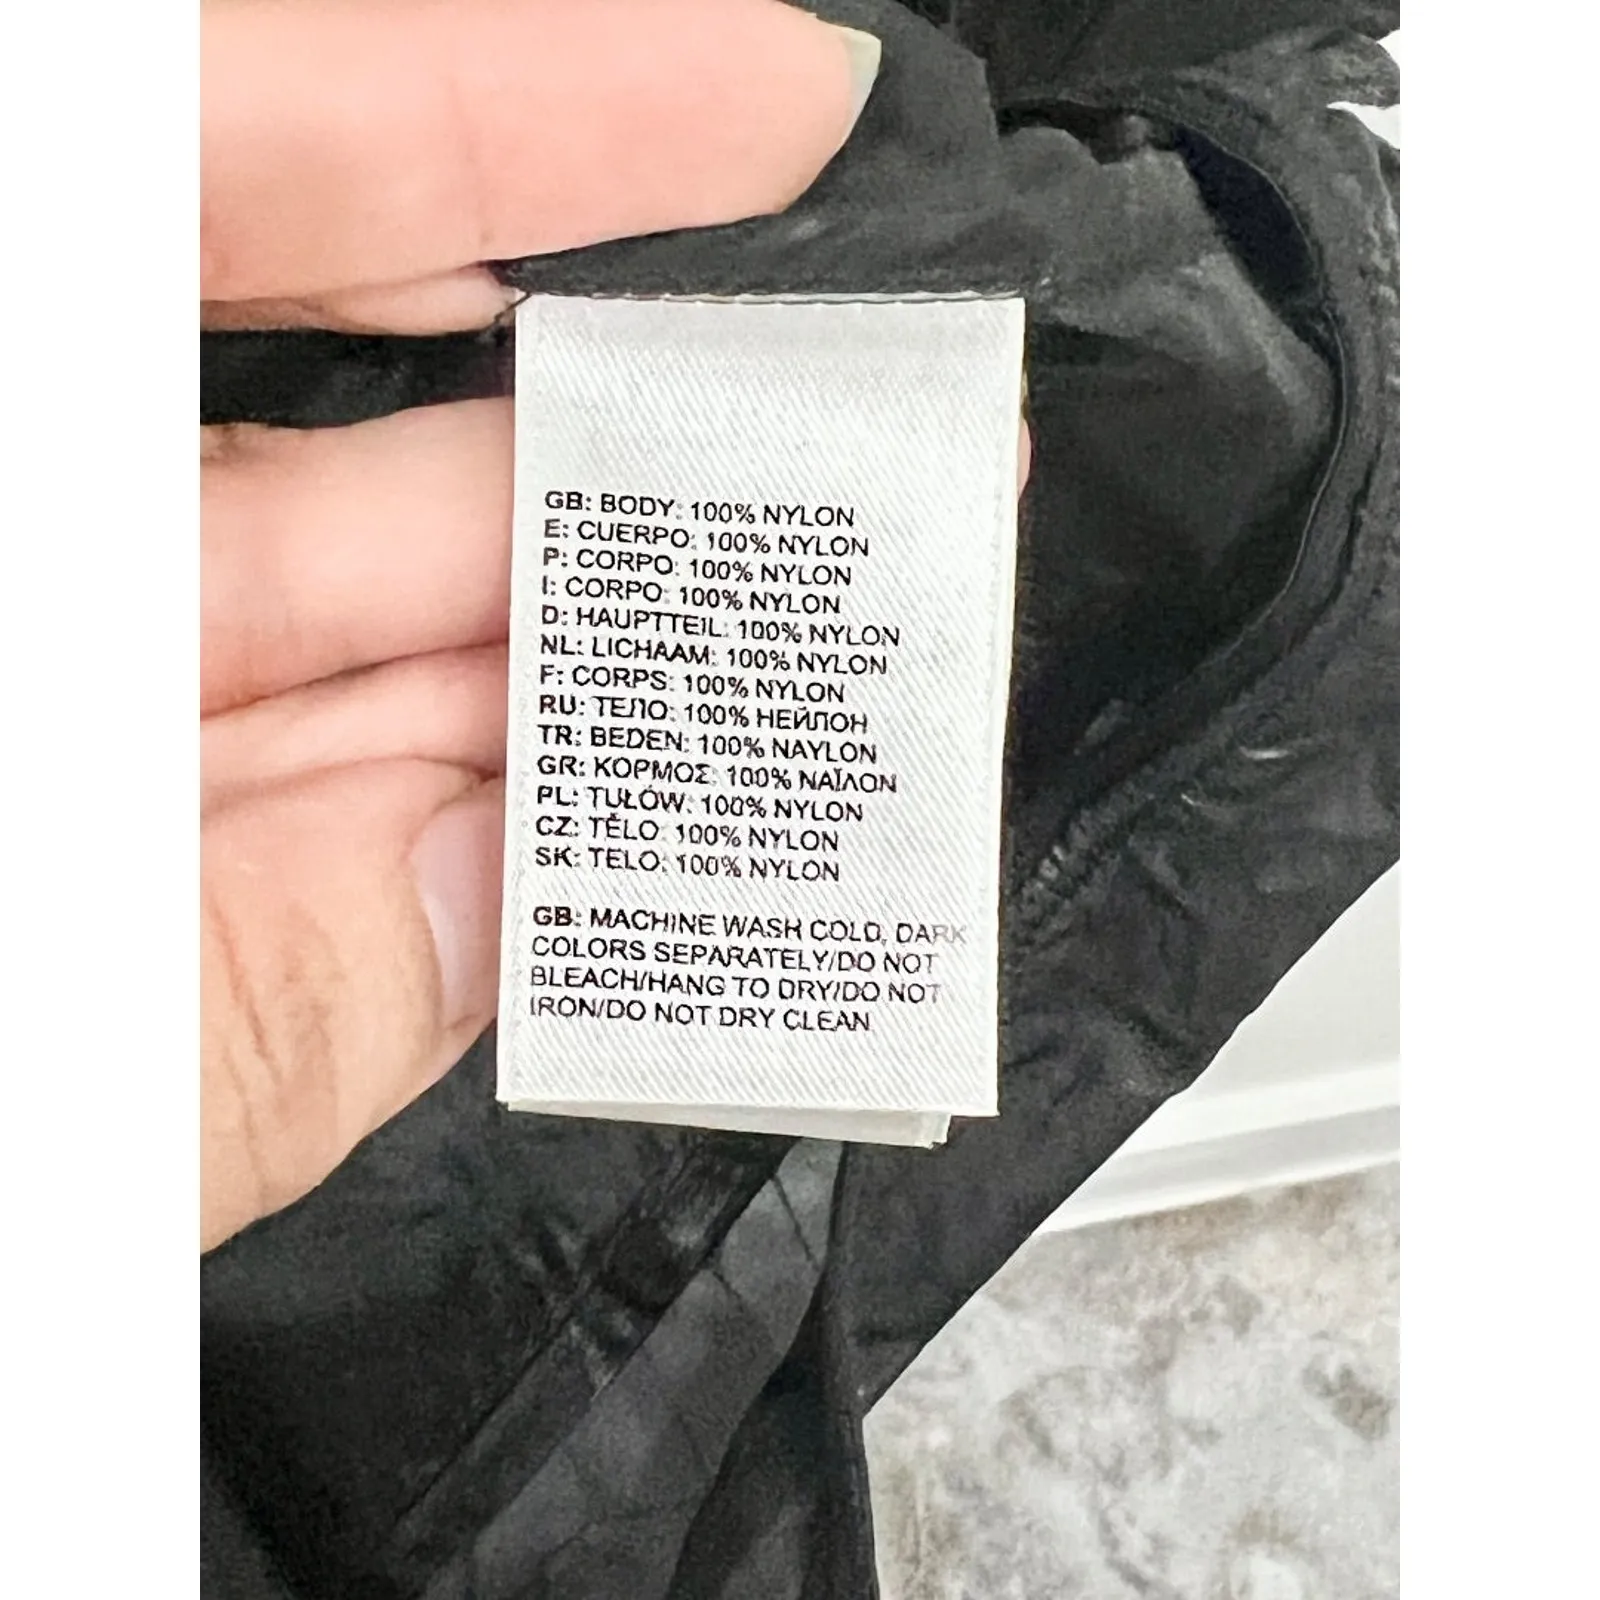 GB: BODY: 100% NYLON
E: CUERPO: 100% NYLON
P: CORPO: 100% NYLON
I: CORPO: 100% NYLON
D: HAUPTTEIL: 100% NYLON
NL: LICHAAM: 100% NYLON
F: CORPS: 100% NYLON
RU: ТЕЛО: 100% НЕЙЛОН
TR: BEDEN: 100% NAYLON
GR: ΚΟΡΜΟΣ: 100% ΝΑΪΛΟΝ
PL: TUŁÓW: 100% NYLON
CZ: TĚLO: 100% NYLON
SK: TELO: 100% NYLON
GB: MACHINE WASH COLD, DARK
COLORS SEPARATELY/DO NOT
BLEACH/HANG TO DRY/DO NOT
IRON/DO NOT DRY CLEAN